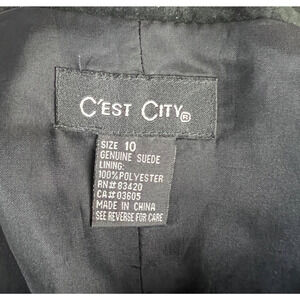 C'EST CITY®
SIZE 10
GENUINE SUEDE
LINING:
100%POLYESTER
RN#83420
CA#03605
MADE IN CHINA
SEE REVERSE FOR CARE